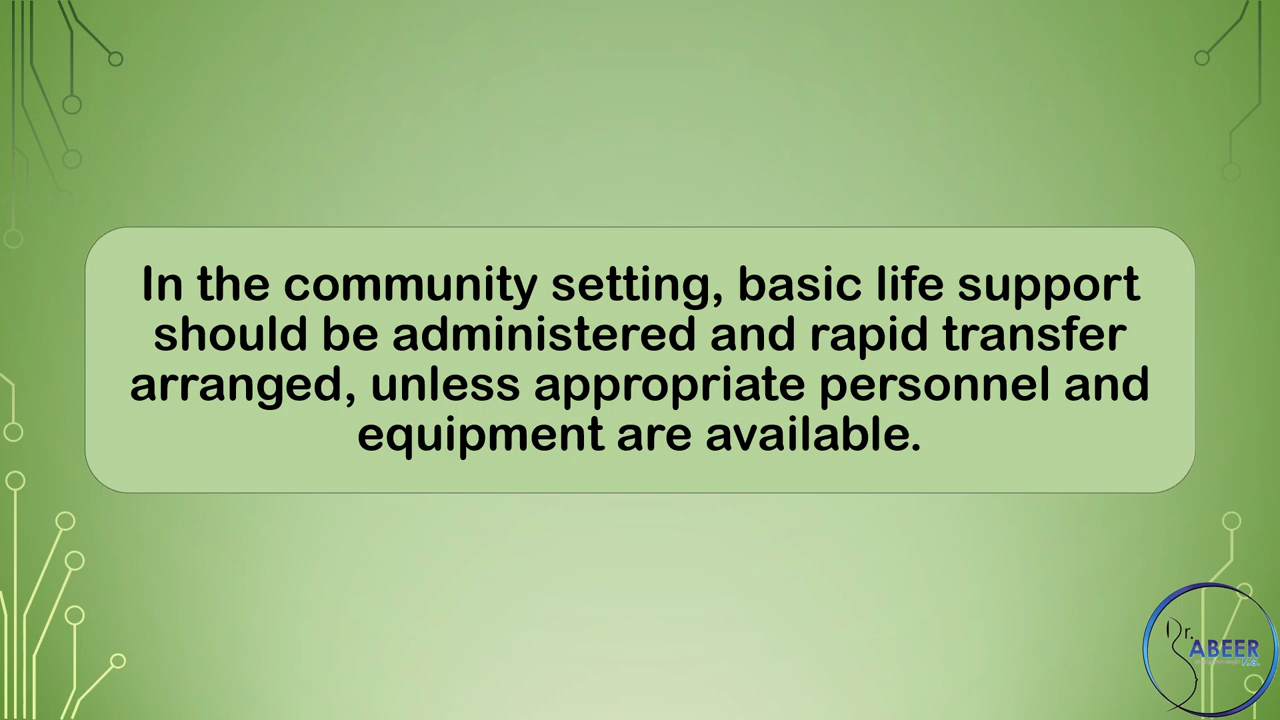 In the community setting, basic life support
should be administered and rapid transfer
arranged, unless appropriate personnel and
equipment are available.
Dr.
ABEER